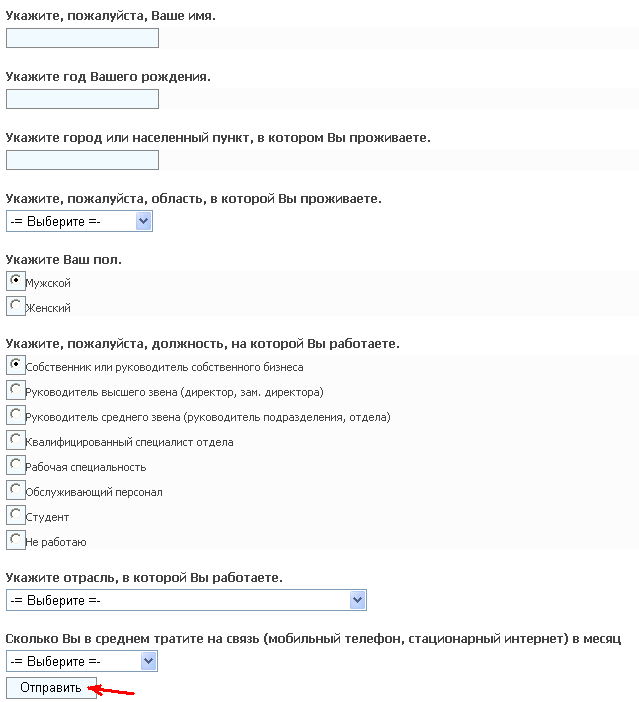 Укажите, пожалуйста, Ваше имя.
Укажите год Вашего рождения.
Укажите город или населенный пункт, в котором Вы проживаете.
Укажите, пожалуйста, область, в которой Вы проживаете.
-= Выберите =-
Укажите Ваш пол.
Мужской
Женский
Укажите, пожалуйста, должность, на которой Вы работаете.
Собственник или руководитель собственного бизнеса
Руководитель высшего звена (директор, зам. директора)
Руководитель среднего звена (руководитель подразделения, отдела)
Квалифицированный специалист отдела
Рабочая специальность
Обслуживающий персонал
Студент
Не работаю
Укажите отрасль, в которой Вы работаете.
-= Выберите =-
Сколько Вы в среднем тратите на связь (мобильный телефон, стационарный интернет) в месяц
-= Выберите =-
Отправить